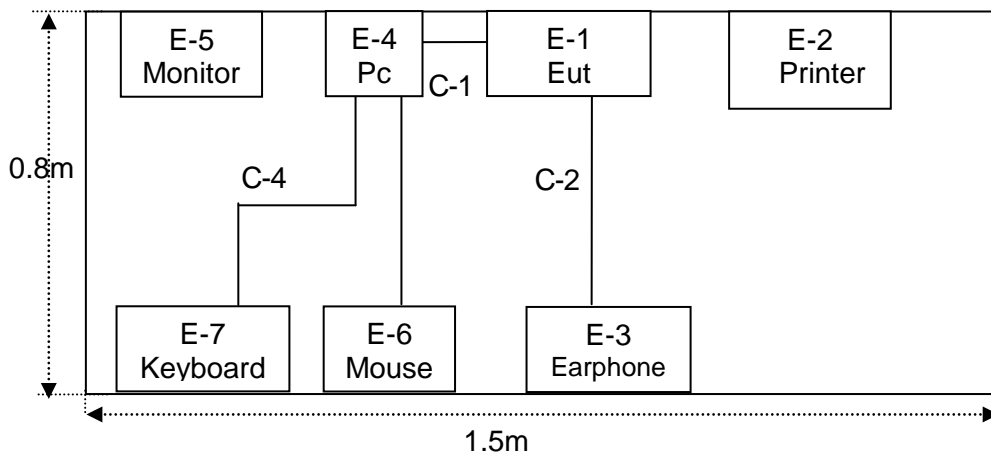 E-5
Monitor
E-4
Pc
E-1
Eut
E-2
Printer
C-1
0.8m
C-4
C-2
E-7
Keyboard
E-6
Mouse
E-3
Earphone
1.5m